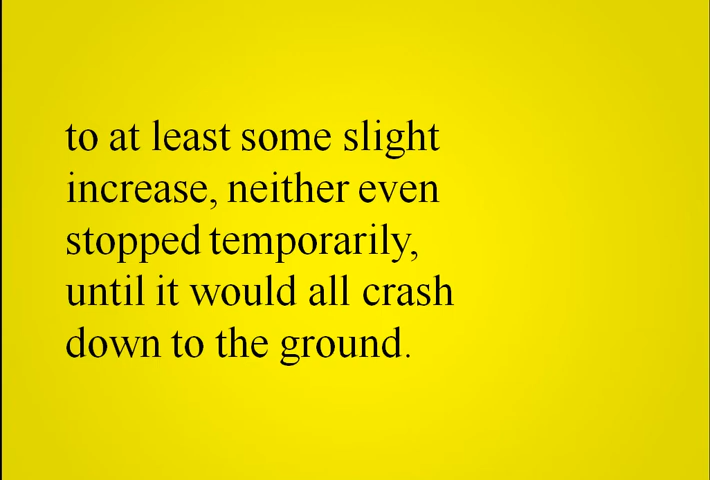 to at least some slight
increase, neither even
stopped temporarily,
until it would all crash
down to the ground.